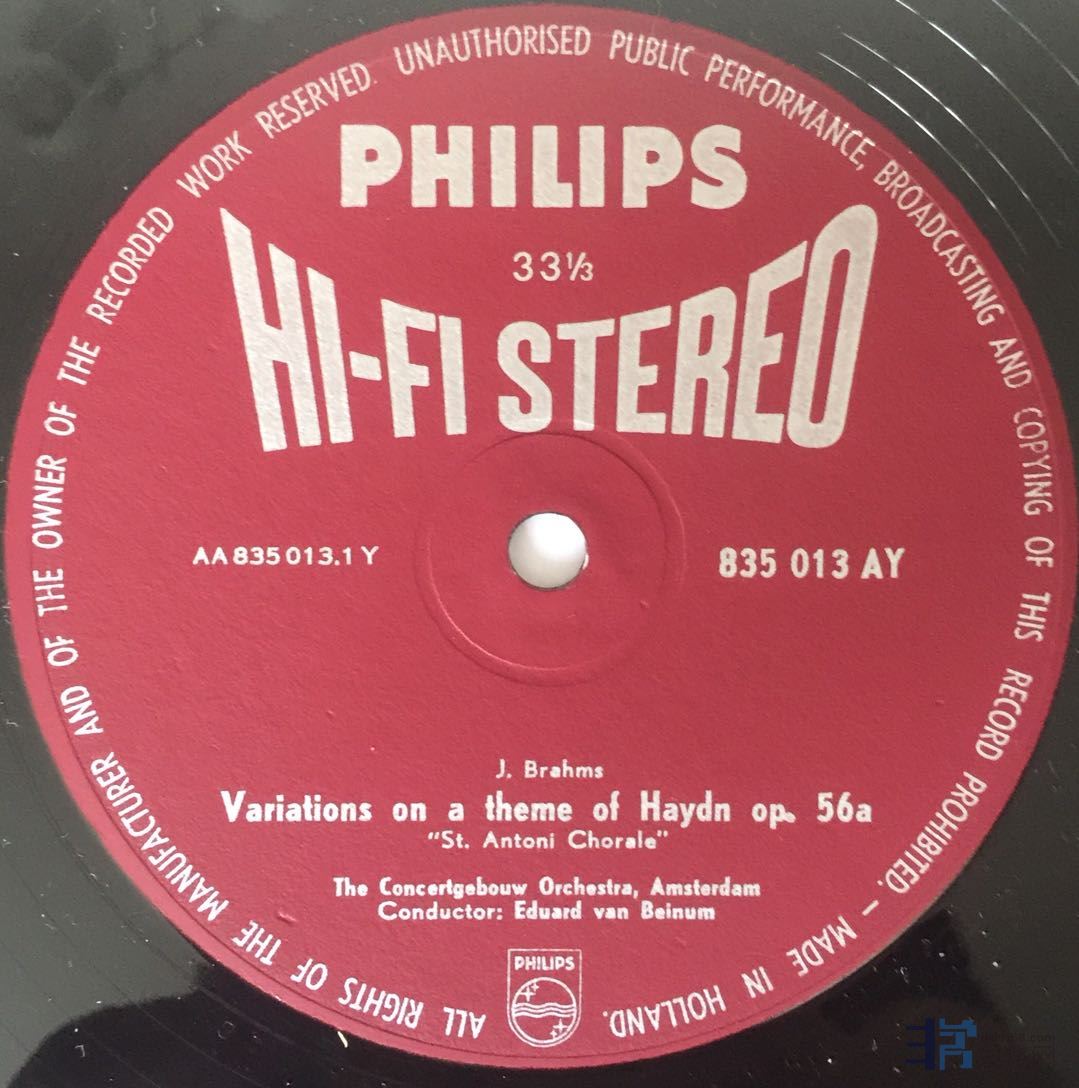 ALL RIGHTS OF THE MANUFACTURER AND OF THE OWNER OF THE RECORDED WORK RESERVED. UNAUTHORISED PUBLIC PERFORMANCE, BROADCASTING AND COPYING OF THIS RECORD PROHIBITED. – MADE IN HOLLAND.
PHILIPS
33⅓
HI-FI STEREO
AA 835 013.1 Y
835 013 AY
J. Brahms
Variations on a theme of Haydn op. 56a
"St. Antoni Chorale"
The Concertgebouw Orchestra, Amsterdam
Conductor: Eduard van Beinum
PHILIPS